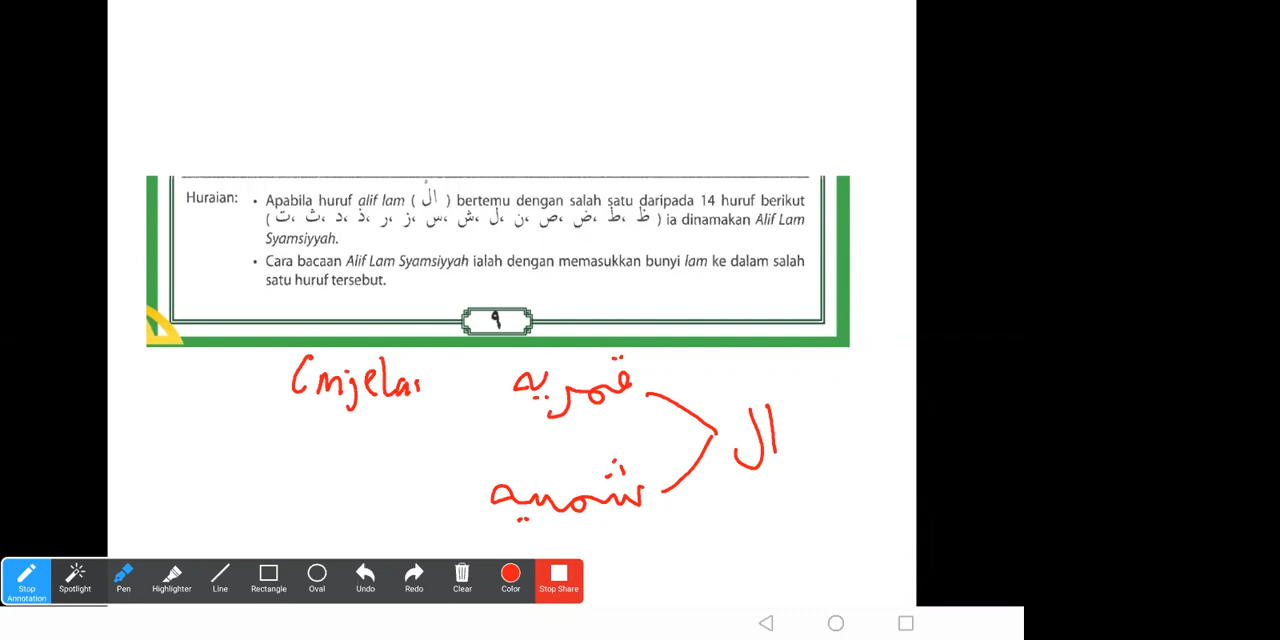 Huraian: • Apabila huruf alif lam ( الْ ) bertemu dengan salah satu daripada 14 huruf berikut
( ت، ث، د، ذ، ر، ز، س، ش، ل، ن، ص، ض، ط، ظ ) ia dinamakan Alif Lam
Syamsiyyah.
• Cara bacaan Alif Lam Syamsiyyah ialah dengan memasukkan bunyi lam ke dalam salah
satu huruf tersebut.
٩
(mjelas
قمريه
ال
شمسيه
Stop Annotation
Spotlight
Pen
Highlighter
Line
Rectangle
Oval
Undo
Redo
Clear
Color
Stop Share